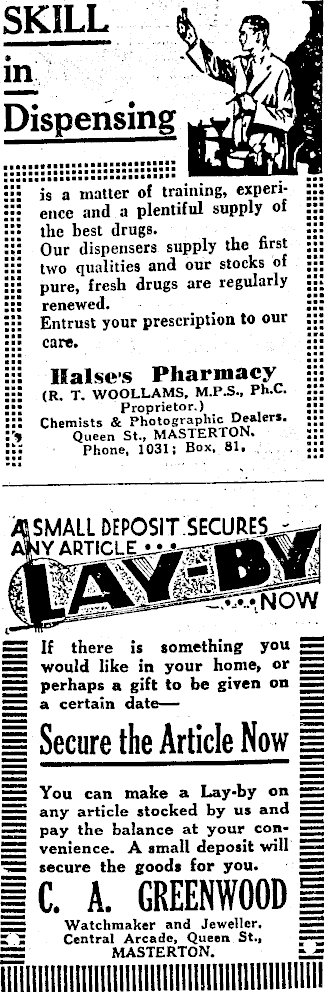 SKILL
in
Dispensing
is a matter of training, experi-
ence and a plentiful supply of
the best drugs.
Our dispensers supply the first
two qualities and our stocks of
pure, fresh drugs are regularly
renewed.
Entrust your prescription to our
care.
Halse's Pharmacy
(R. T. WOOLLAMS, M.P.S., Ph.C.
Proprietor.)
Chemists & Photographic Dealers.
Queen St., MASTERTON.
Phone, 1031; Box, 81,
A SMALL DEPOSIT SECURES
ANY ARTICLE •••
LAY-BY
....NOW
If there is something you
would like in your home, or
perhaps a gift to be given on
a certain date—
Secure the Article Now
You can make a Lay-by on
any article stocked by us and
pay the balance at your con-
venience. A small deposit will
secure the goods for you.
C. A. GREENWOOD
Watchmaker and Jeweller.
Central Arcade, Queen St.,
MASTERTON.